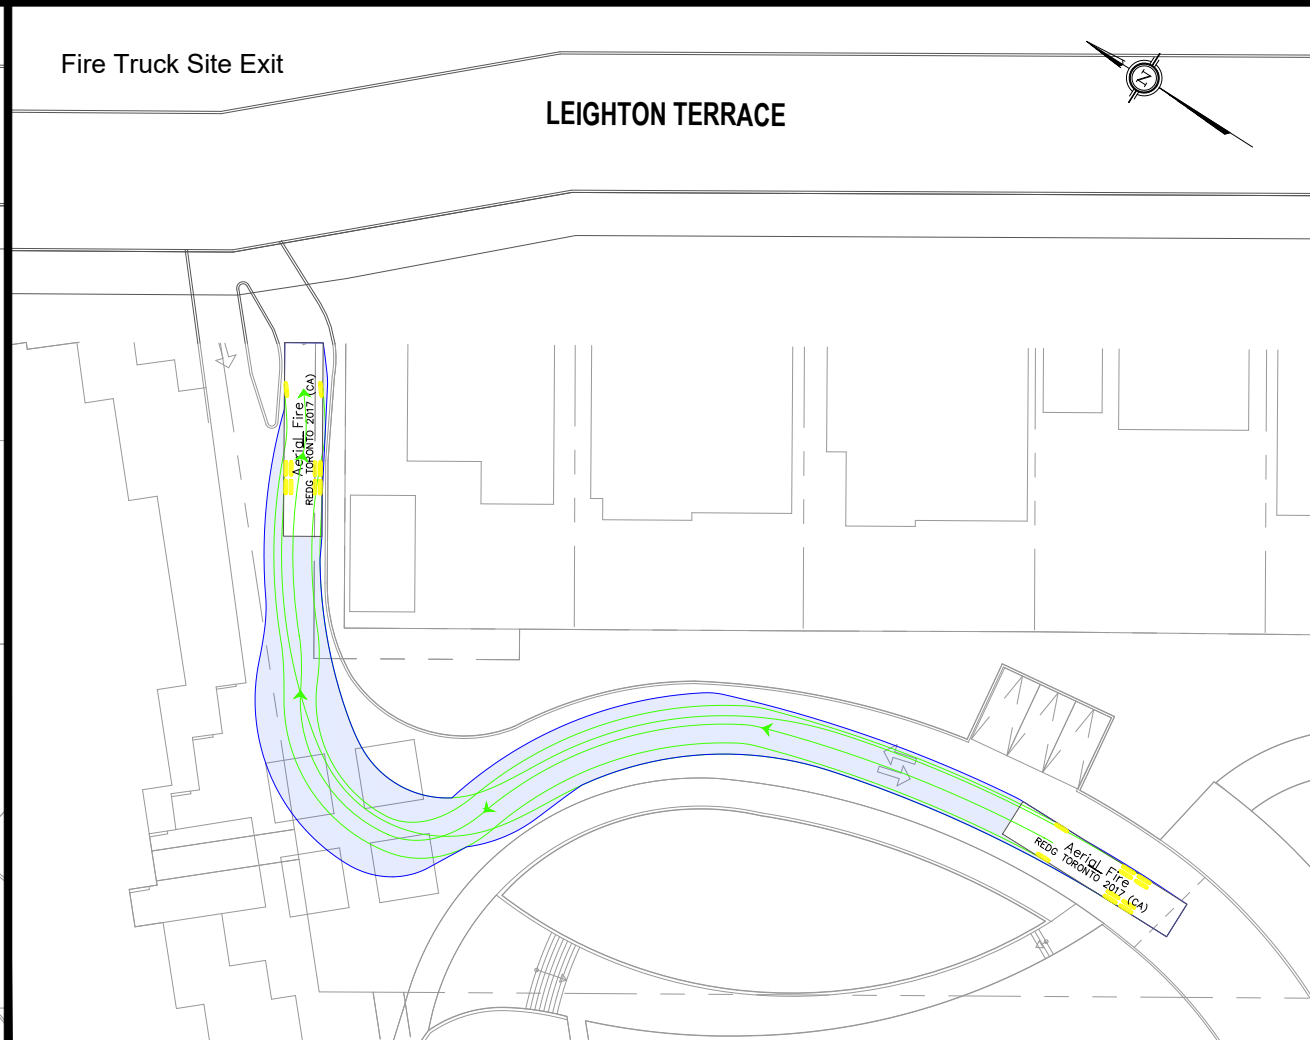 Fire Truck Site Exit
N
LEIGHTON TERRACE
Aerial Fire
REDG TORONTO 2017 (CA)
Aerial Fire
REDG TORONTO 2017 (CA)